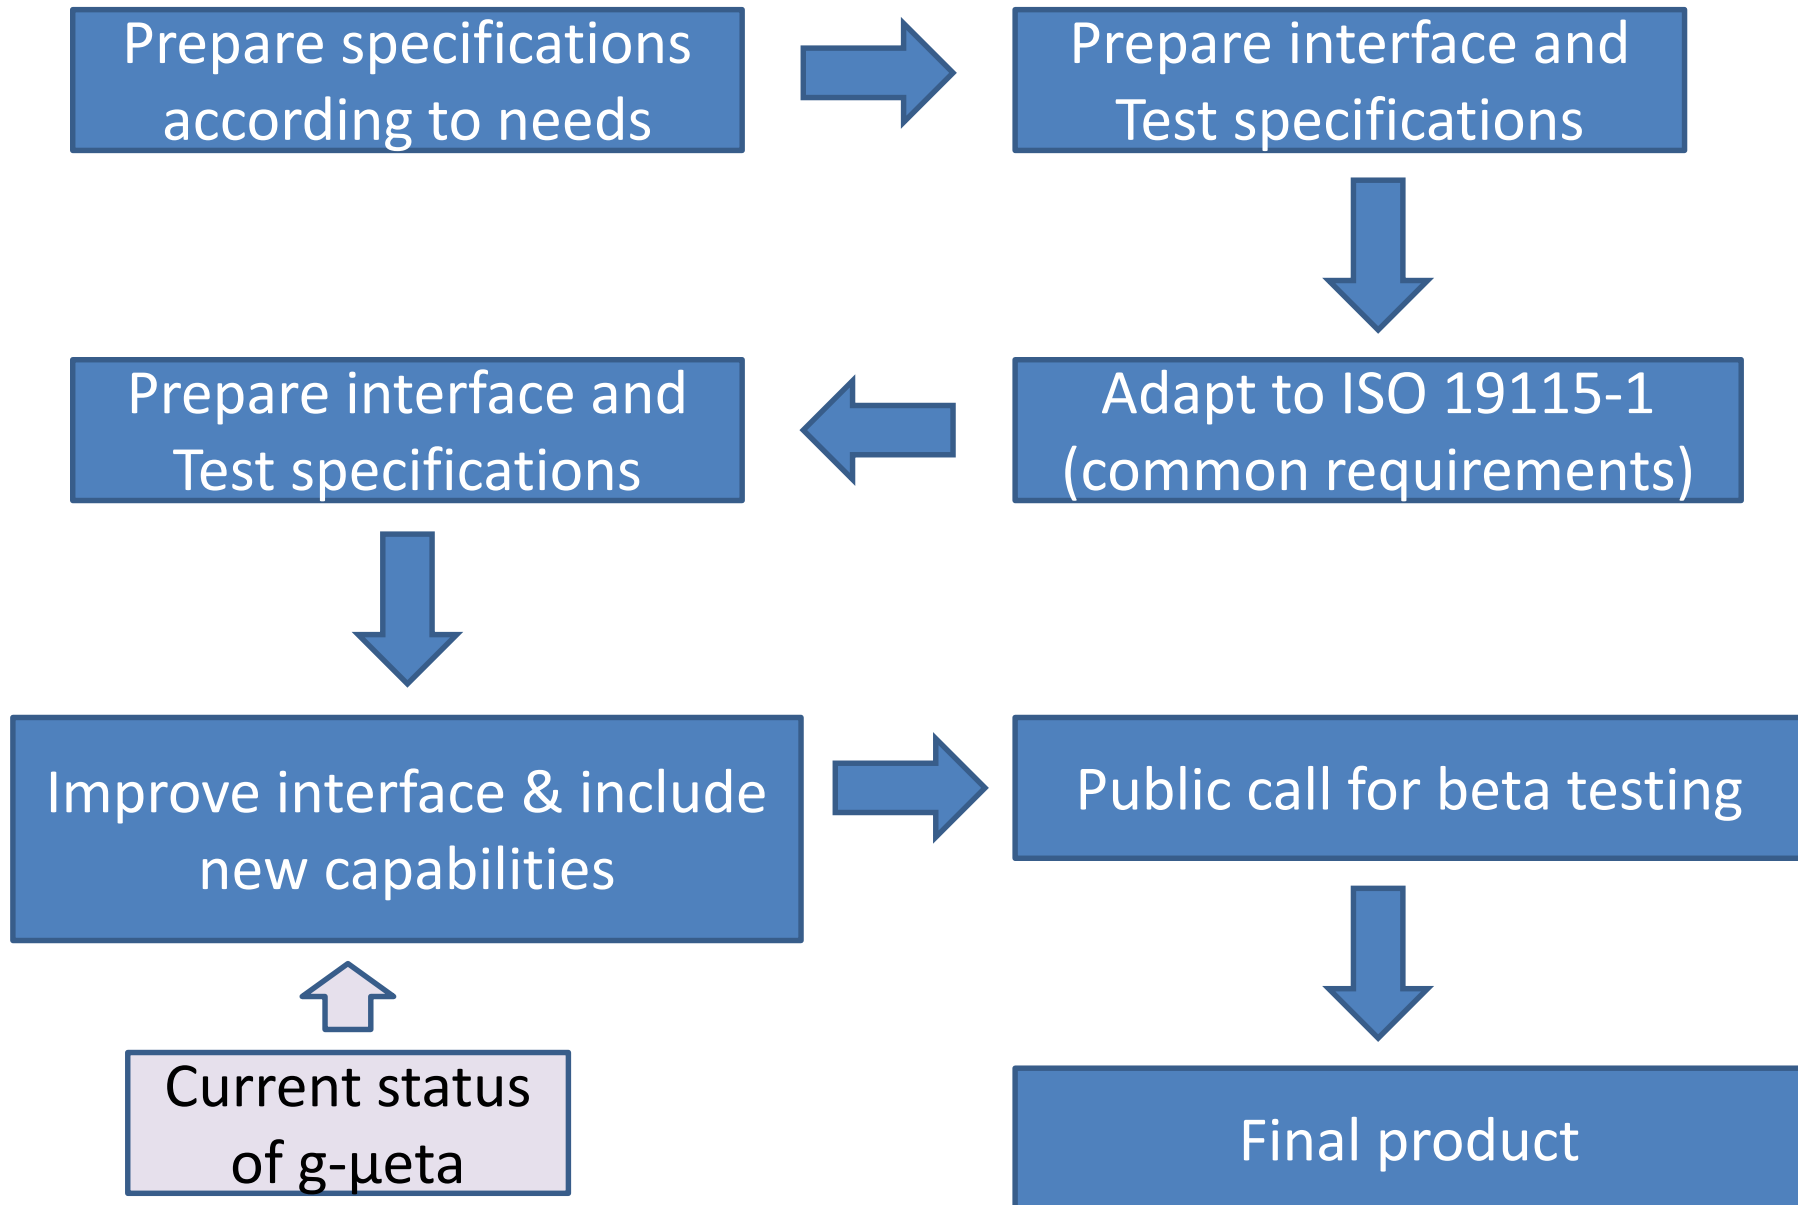 Prepare specifications
according to needs
Prepare interface and
Test specifications
Adapt to ISO 19115-1
(common requirements)
Prepare interface and
Test specifications
Improve interface & include
new capabilities
Public call for beta testing
Current status
of g-μeta
Final product